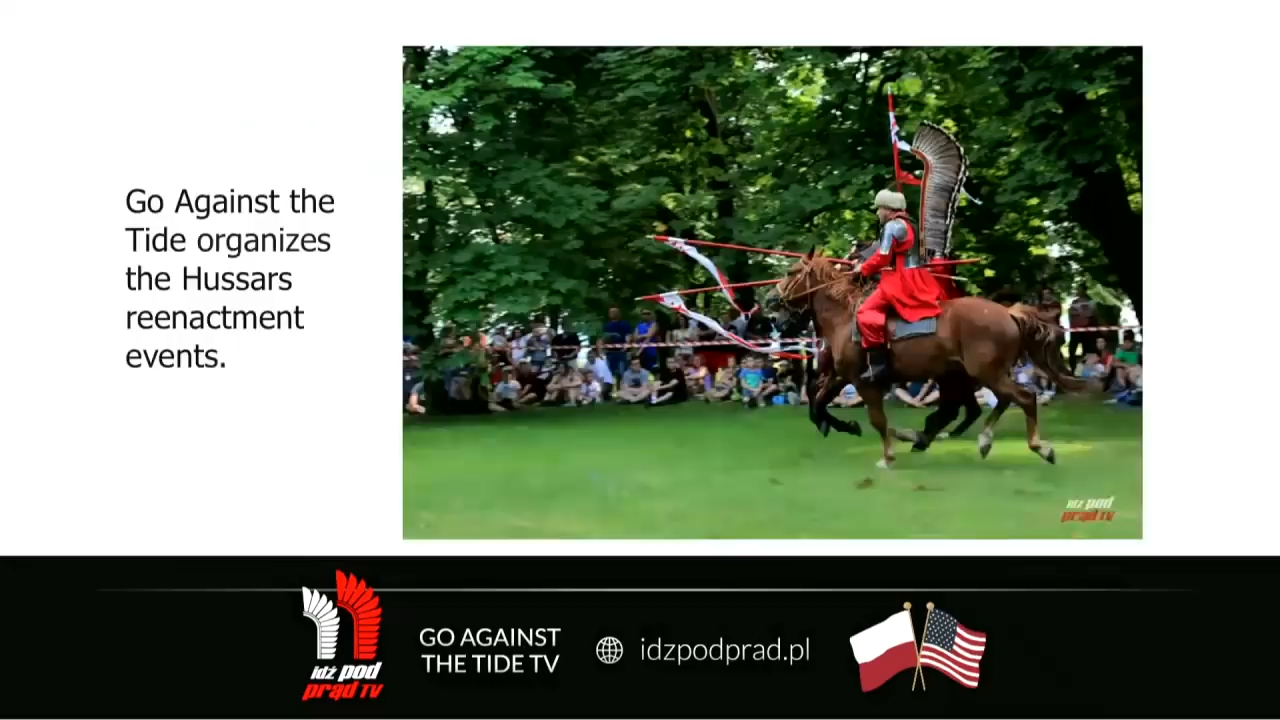 Go Against the
Tide organizes
the Hussars
reenactment
events.
idź pod
prąd TV
idź pod
prąd TV
GO AGAINST
THE TIDE TV
idzpodprad.pl